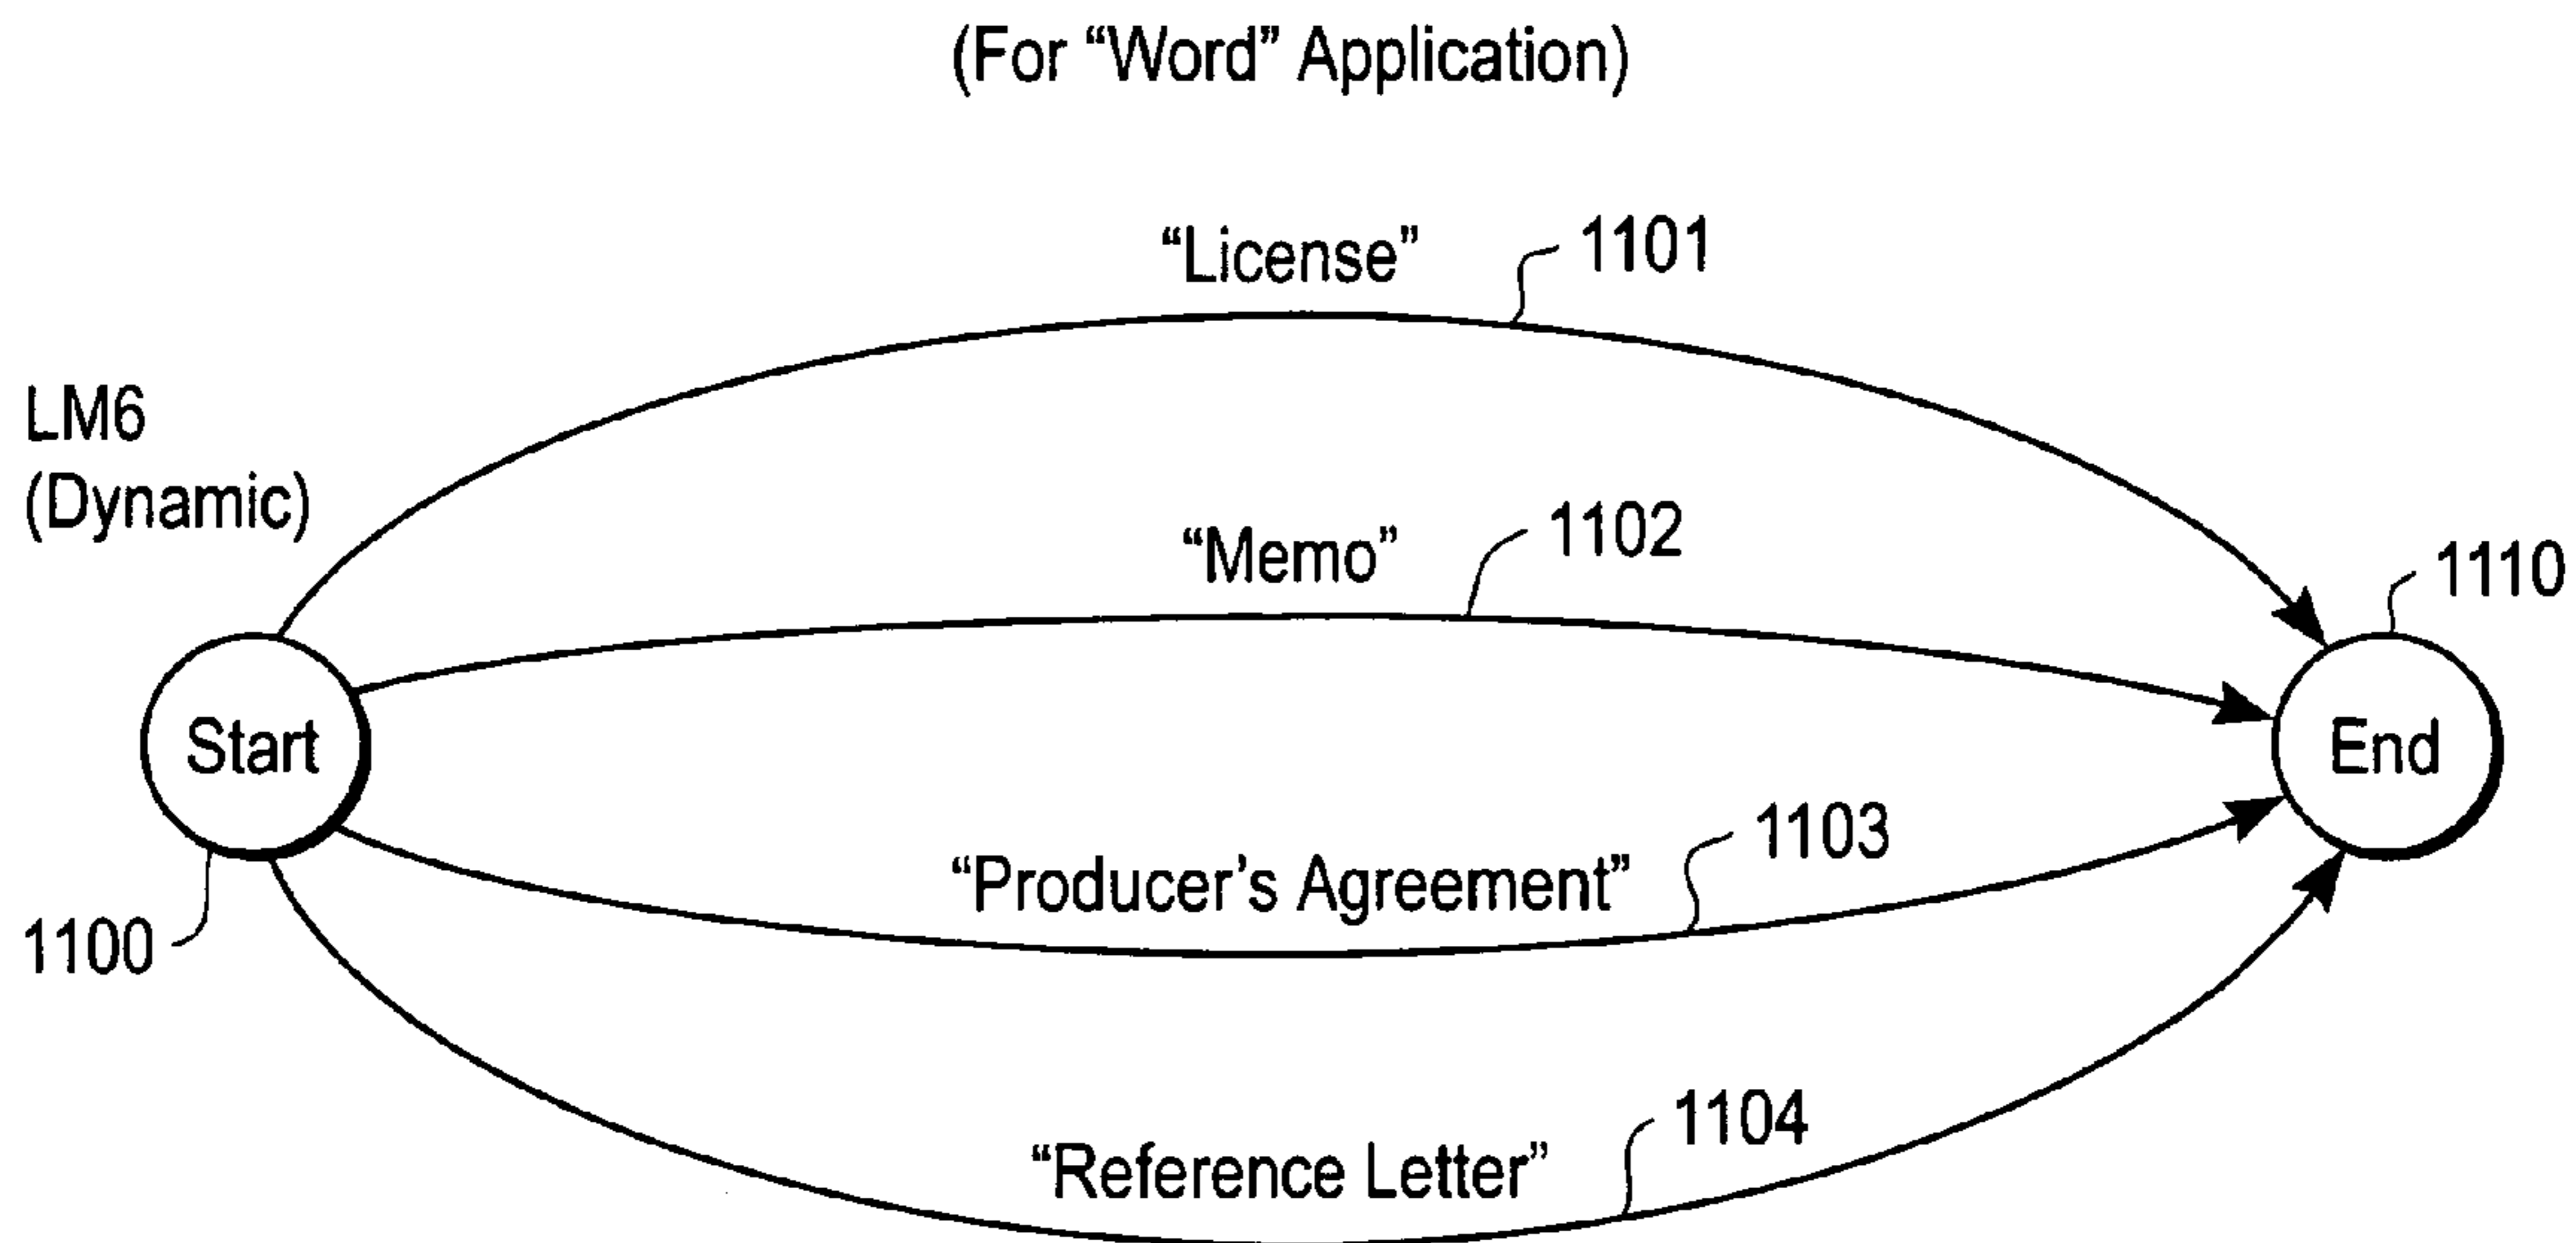 (For “Word” Application)
“License”
1101
LM6
(Dynamic)
“Memo”
1102
1110
Start
End
“Producer’s Agreement”
1103
1100
“Reference Letter”
1104